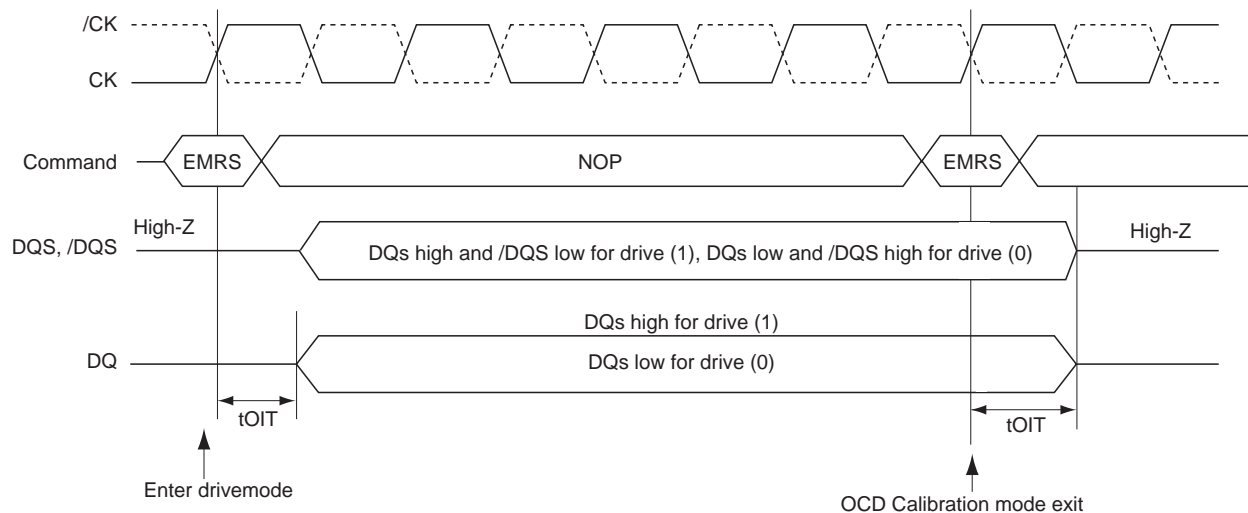 /CK
CK
Command
EMRS
NOP
EMRS
DQS, /DQS
High-Z
DQs high and /DQS low for drive (1), DQs low and /DQS high for drive (0)
High-Z
DQs high for drive (1)
DQ
DQs low for drive (0)
tOIT
tOIT
Enter drivemode
OCD Calibration mode exit